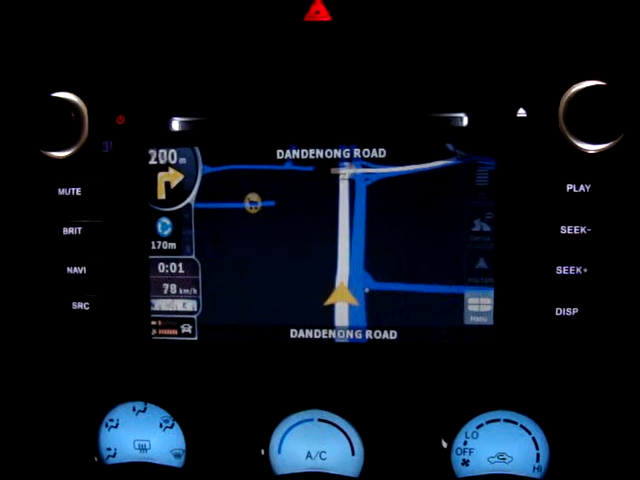 DANDENONG ROAD
200 m
MUTE
PLAY
BRIT
SEEK-
170m
NAVI
0:01
SEEK+
78 km/h
SRC
DISP
Menu
DANDENONG ROAD
A/C
LO
OFF
HI